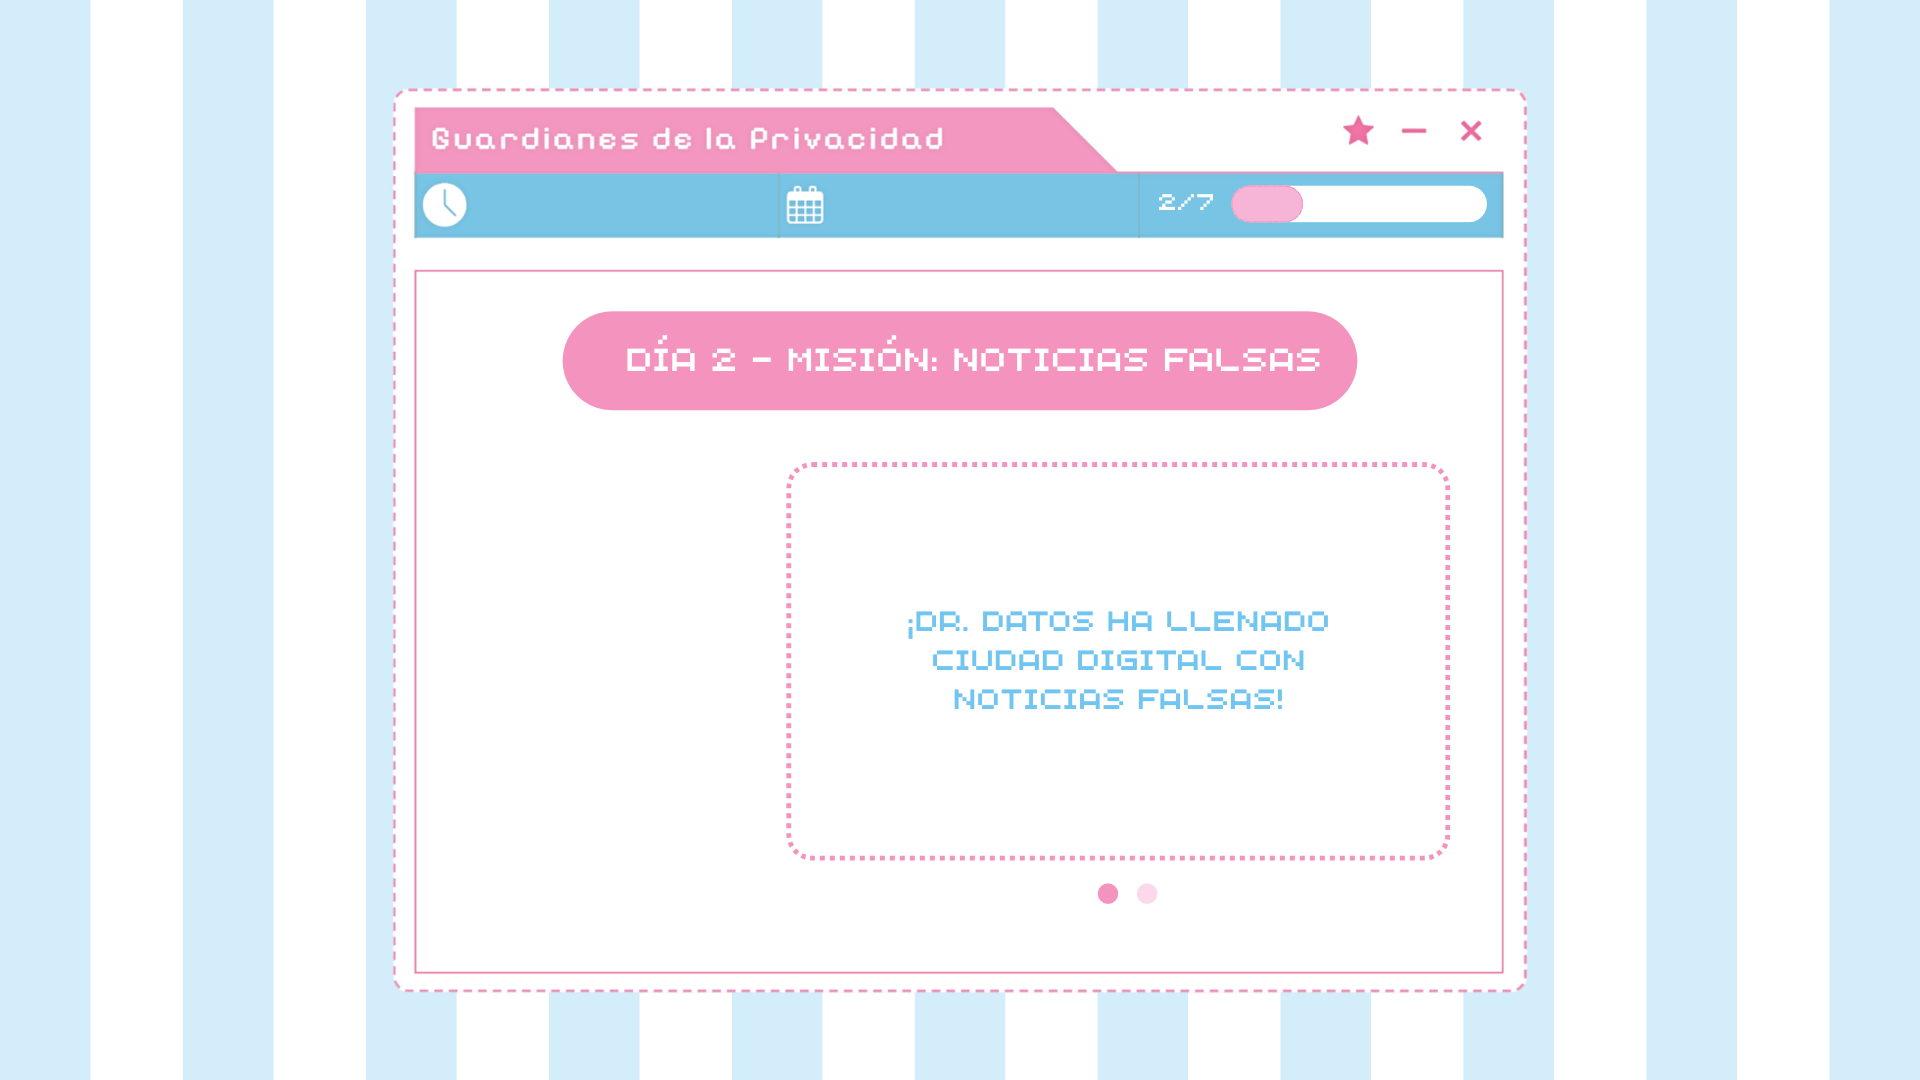 Guardianes de la Privacidad
2/7
DÍA 2 - MISIÓN: NOTICIAS FALSAS
¡DR. DATOS HA LLENADO
CIUDAD DIGITAL CON
NOTICIAS FALSAS!